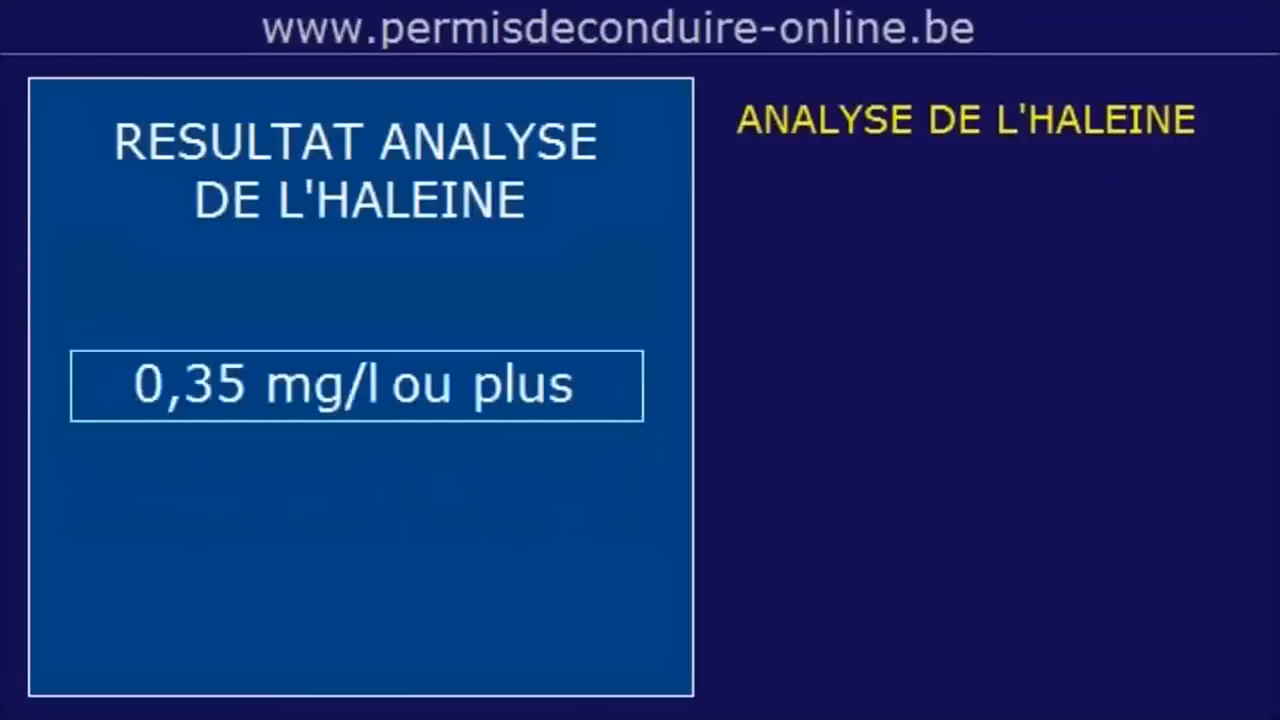 www.permisdeconduire-online.be
RESULTAT ANALYSE
DE L'HALEINE
0,35 mg/l ou plus
ANALYSE DE L'HALEINE